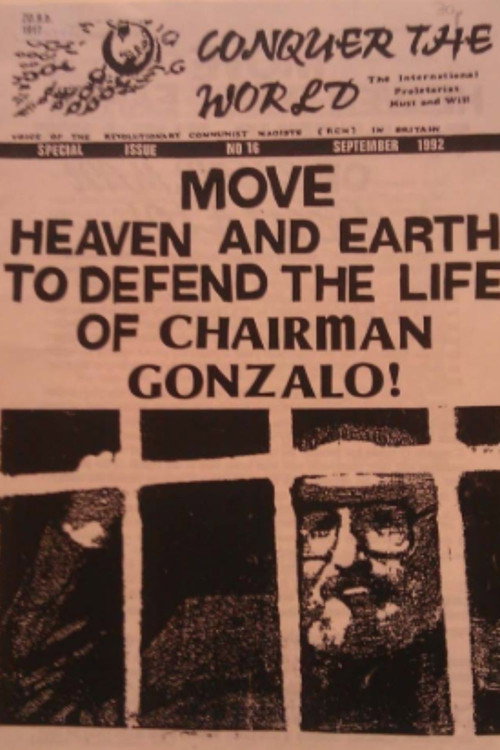 30p
CONQUER THE
WORLD
The International
Proletariat
Must and Will
VOICE OF THE REVOLUTIONARY COMMUNIST MAOISTS (RCM) IN BRITAIN
SPECIAL ISSUE NO 16 SEPTEMBER 1992
MOVE
HEAVEN AND EARTH
TO DEFEND THE LIFE
OF CHAIRMAN
GONZALO!